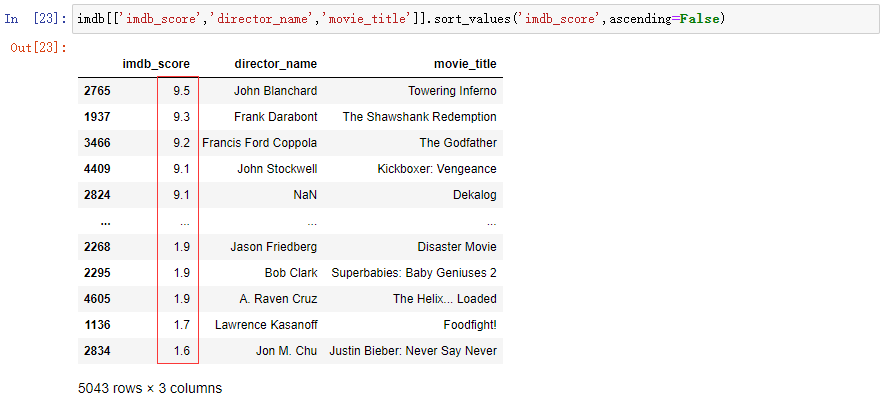 In [23]: imdb[['imdb_score','director_name','movie_title']].sort_values('imdb_score',ascending=False)
Out[23]:
imdb_score director_name movie_title
2765 9.5 John Blanchard Towering Inferno
1937 9.3 Frank Darabont The Shawshank Redemption
3466 9.2 Francis Ford Coppola The Godfather
4409 9.1 John Stockwell Kickboxer: Vengeance
2824 9.1 NaN Dekalog
... ... ... ...
2268 1.9 Jason Friedberg Disaster Movie
2295 1.9 Bob Clark Superbabies: Baby Geniuses 2
4605 1.9 A. Raven Cruz The Helix... Loaded
1136 1.7 Lawrence Kasanoff Foodfight!
2834 1.6 Jon M. Chu Justin Bieber: Never Say Never
5043 rows × 3 columns